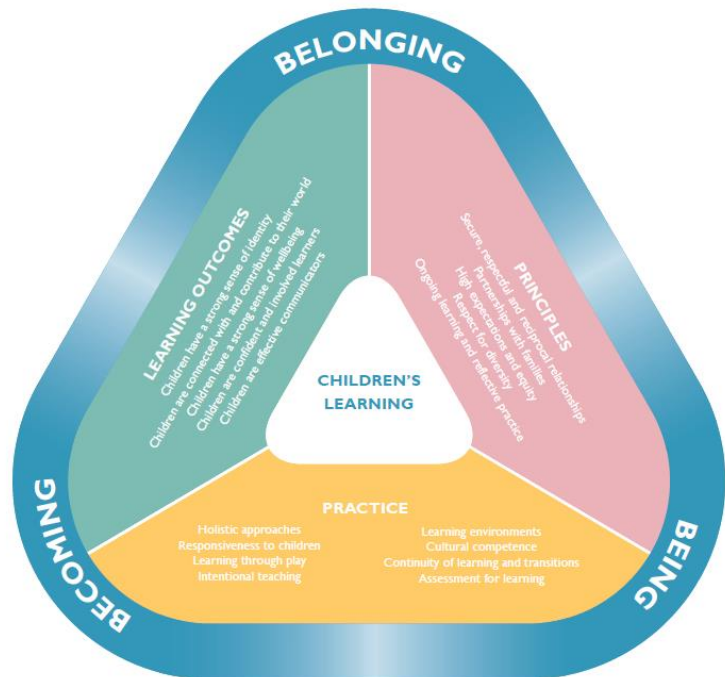 BELONGING
LEARNING OUTCOMES
Children have a strong sense of identity
Children are connected with and contribute to their world
Children have a strong sense of wellbeing
Children are confident and involved learners
Children are effective communicators
PRINCIPLES
Secure, respectful and reciprocal relationships
Partnerships with families
High expectations and equity
Respect for diversity
Ongoing learning and reflective practice
CHILDREN'S
LEARNING
PRACTICE
Holistic approaches
Responsiveness to children
Learning through play
Intentional teaching
Learning environments
Cultural competence
Continuity of learning and transitions
Assessment for learning
BECOMING
BEING